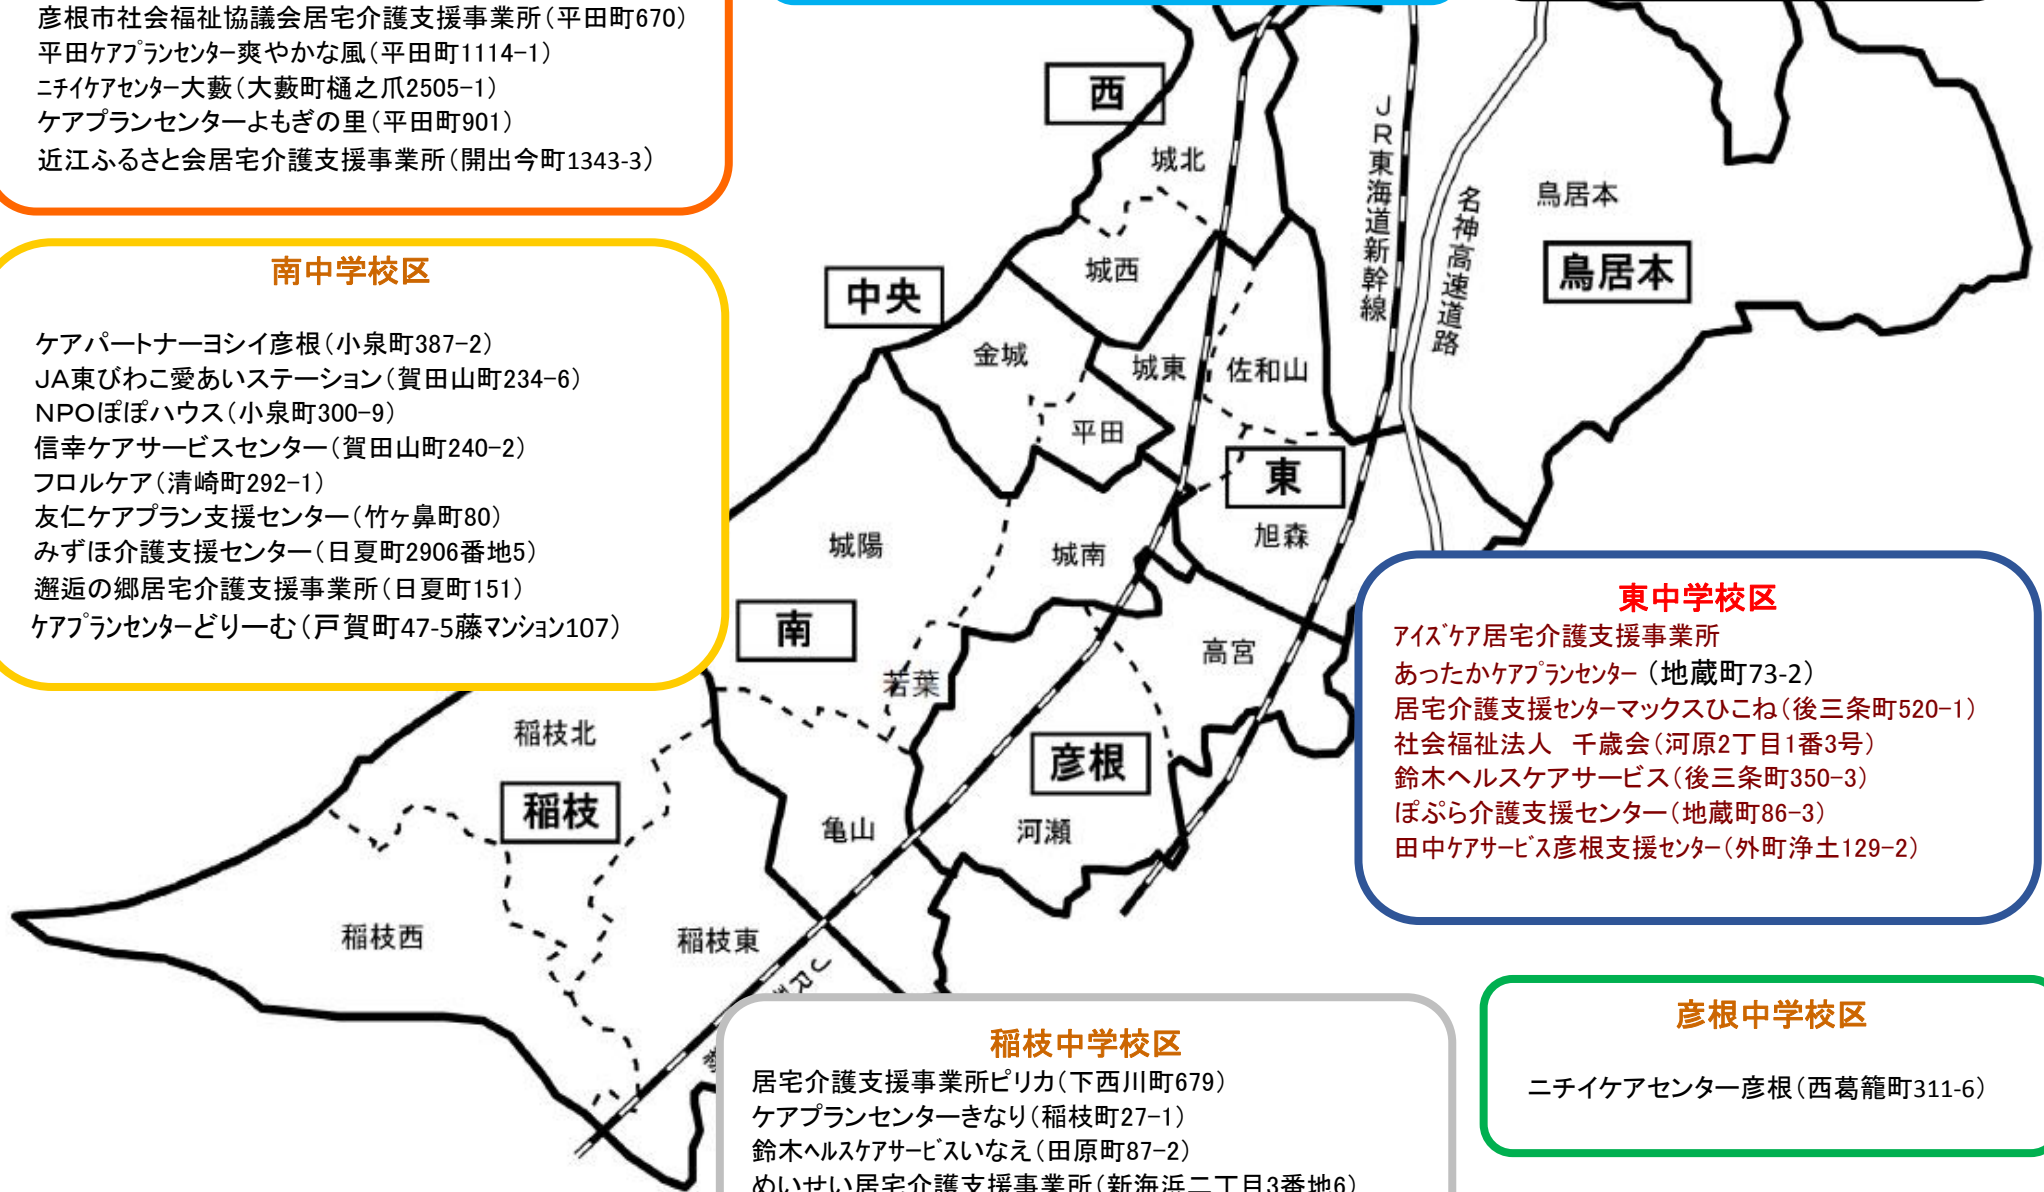 彦根市社会福祉協議会居宅介護支援事業所(平田町670)
平田ケアプランセンター爽やかな風(平田町1114-1)
ニチイケアセンター大藪(大藪町樋之爪2505-1)
ケアプランセンターよもぎの里(平田町901)
近江ふるさと会居宅介護支援事業所(開出今町1343-3)
南中学校区
ケアパートナーヨシイ彦根(小泉町387-2)
JA東びわこ愛あいステーション(賀田山町234-6)
NPOぽぽハウス(小泉町300-9)
信幸ケアサービスセンター(賀田山町240-2)
フロルケア(清崎町292-1)
友仁ケアプラン支援センター(竹ヶ鼻町80)
みずほ介護支援センター(日夏町2906番地5)
邂逅の郷居宅介護支援事業所(日夏町151)
ケアプランセンターどりーむ(戸賀町47-5藤マンション107)
西
城北
城西
中央
金城
城東
佐和山
平田
東
旭森
JR東海道新幹線
名神高速道路
鳥居本
鳥居本
城陽
城南
南
若葉
高宮
彦根
河瀬
亀山
稲枝北
稲枝
稲枝西
稲枝東
JR
東中学校区
アイズケア居宅介護支援事業所
あったかケアプランセンター (地蔵町73-2)
居宅介護支援センターマックスひこね(後三条町520-1)
社会福祉法人 千歳会(河原2丁目1番3号)
鈴木ヘルスケアサービス(後三条町350-3)
ぽぷら介護支援センター(地蔵町86-3)
田中ケアサービス彦根支援センター(外町浄土129-2)
稲枝中学校区
居宅介護支援事業所ピリカ(下西川町679)
ケアプランセンターきなり(稲枝町27-1)
鈴木ヘルスケアサービスいなえ(田原町87-2)
めいせい居宅介護支援事業所(新海浜二丁目3番地6)
彦根中学校区
ニチイケアセンター彦根(西葛籠町311-6)